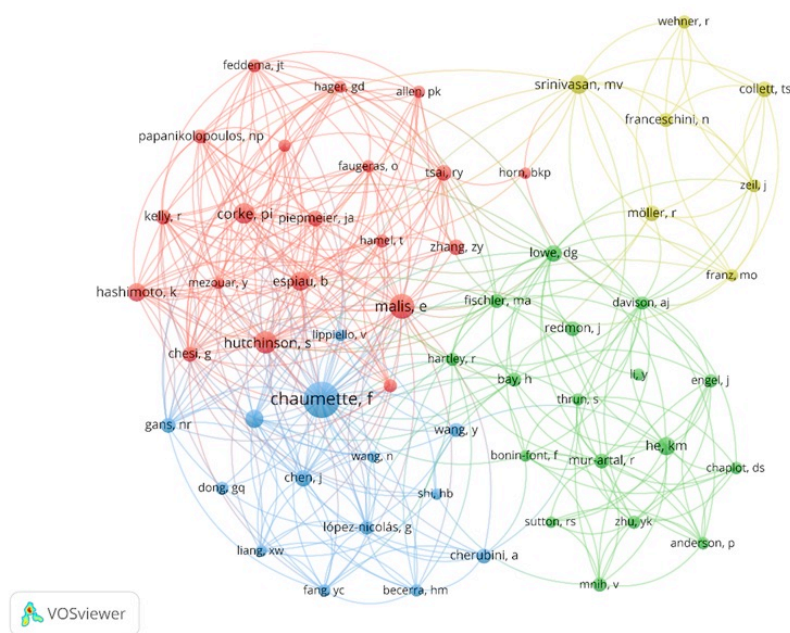 wehner, r
feddema, jt
hager, gd
allen, pk
srinivasan, mv
collett, ts
franceschini, n
papanikolopoulos, np
faugeras, o
tsai, ry
horn, bkp
zeil, j
kelly, r
corke, pi
piepmeier, ja
möller, r
hamel, t
zhang, zy
lowe, dg
mezouar, y
espiau, b
franz, mo
hashimoto, k
malis, e
fischler, ma
davison, aj
lippiello, v
redmon, j
hutchinson, s
chesi, g
hartley, r
li, y
bay, h
engel, j
chaumette, f
thrun, s
gans, nr
wang, y
he, km
wang, n
bonin-font, f
mur-artal, r
chaplot, ds
chen, j
dong, gq
shi, hb
lópez-nicolás, g
sutton, rs
zhu, yk
anderson, p
liang, xw
cherubini, a
fang, yc
becerra, hm
mnih, v
VOSviewer